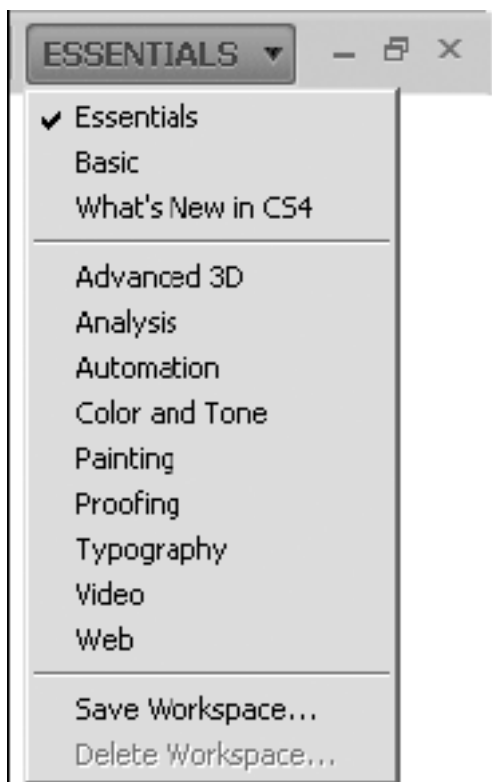 ESSENTIALS
Essentials
Basic
What's New in CS4
Advanced 3D
Analysis
Automation
Color and Tone
Painting
Proofing
Typography
Video
Web
Save Workspace...
Delete Workspace...